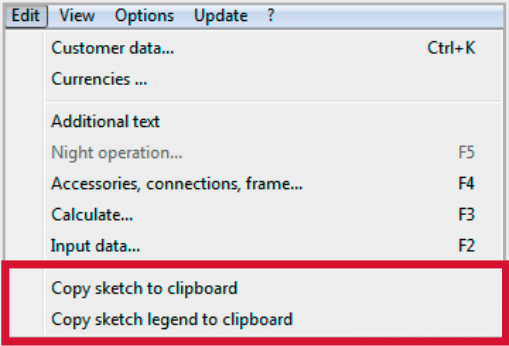 Edit View Options Update ?
Customer data... Ctrl+K
Currencies ...
Additional text
Night operation... F5
Accessories, connections, frame... F4
Calculate... F3
Input data... F2
Copy sketch to clipboard
Copy sketch legend to clipboard